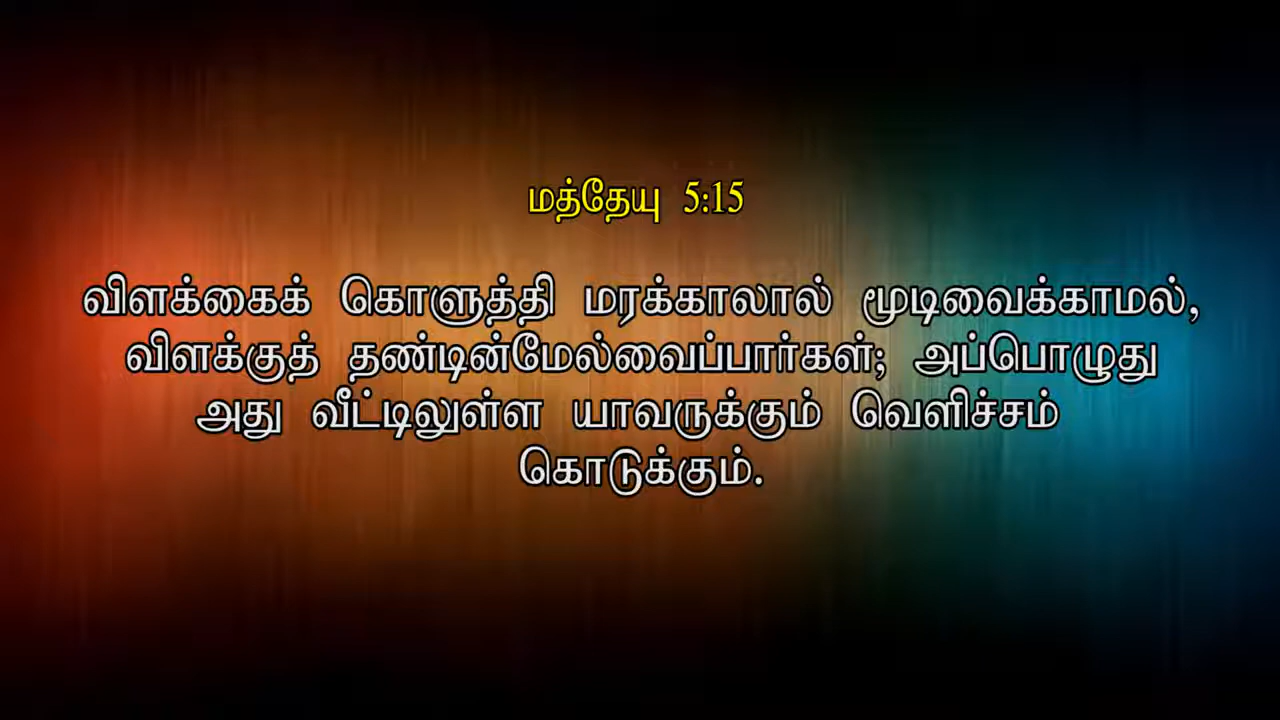 மத்தேயு 5:15
விளக்கைக் கொளுத்தி மரக்காலால் மூடிவைக்காமல்,
விளக்குத் தண்டின்மேல்வைப்பார்கள்; அப்பொழுது
அது வீட்டிலுள்ள யாவருக்கும் வெளிச்சம்
கொடுக்கும்.